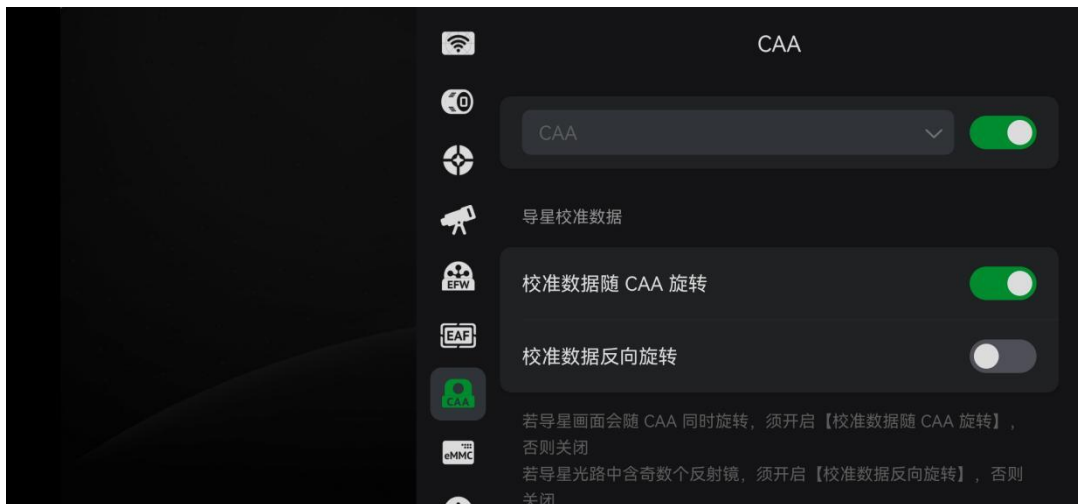 CAA
CAA
导星校准数据
校准数据随 CAA 旋转
EFW
EAF
校准数据反向旋转
CAA
若导星画面会随 CAA 同时旋转，须开启【校准数据随 CAA 旋转】，
否则关闭
eMMC
若导星光路中含奇数个反射镜，须开启【校准数据反向旋转】，否则
关闭